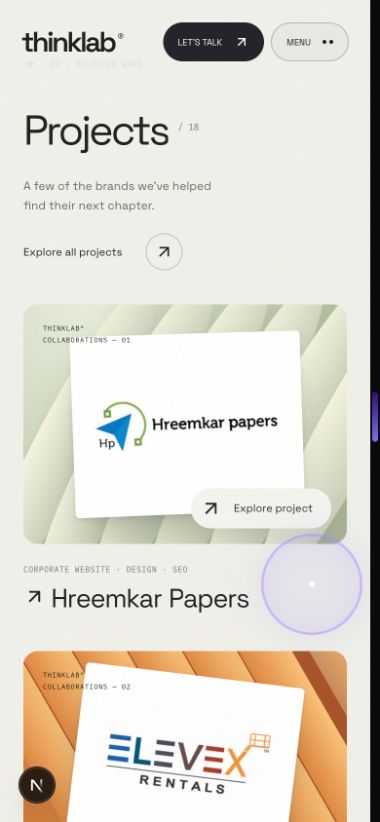 thinklab®
LET'S TALK
MENU
02 / SELECTED WORK
Projects / 18
A few of the brands we've helped
find their next chapter.
Explore all projects
THINKLAB®
COLLABORATIONS — 01
Hp
Hreemkar papers
Explore project
CORPORATE WEBSITE · DESIGN · SEO
Hreemkar Papers
THINKLAB®
COLLABORATIONS — 02
ELEVEX™
RENTALS
N